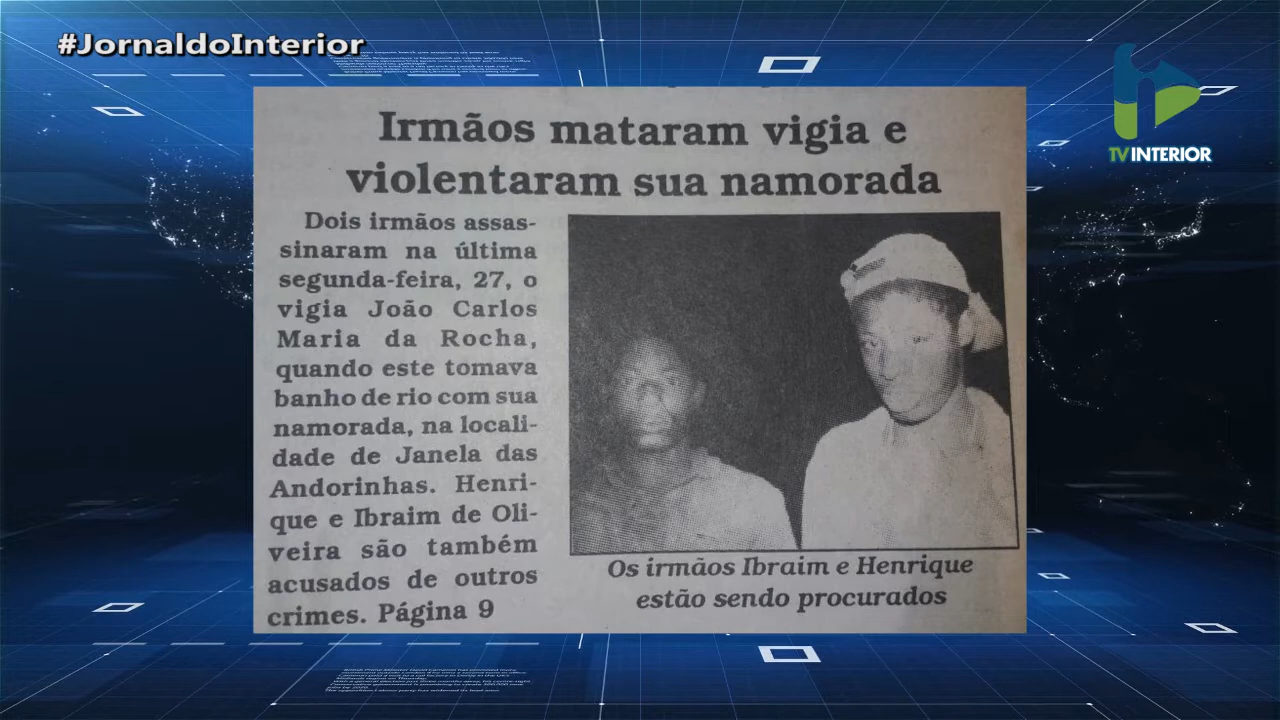 #JornaldoInterior
TV INTERIOR
Irmãos mataram vigia e
violentaram sua namorada
Dois irmãos assas-
sinaram na última
segunda-feira, 27, o
vigia João Carlos
Maria da Rocha,
quando este tomava
banho de rio com sua
namorada, na locali-
dade de Janela das
Andorinhas. Henri-
que e Ibraim de Oli-
veira são também
acusados de outros
crimes. Página 9
Os irmãos Ibraim e Henrique
estão sendo procurados